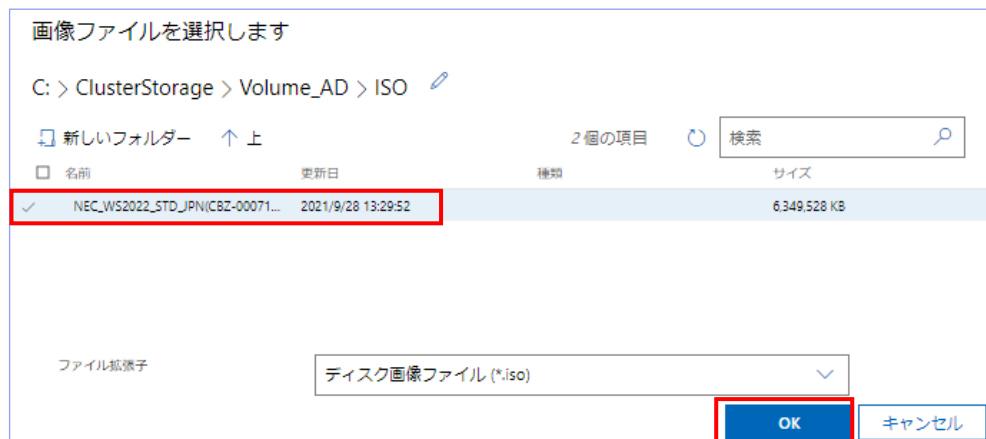 画像ファイルを選択します
C: > ClusterStorage > Volume_AD > ISO
新しいフォルダー ↑ 上 2 個の項目 検索
名前 更新日 種類 サイズ
NEC_WS2022_STD_JPN(CBZ-00071... 2021/9/28 13:29:52 6,349,528 KB
ファイル拡張子 ディスク画像ファイル (*.iso)
OK キャンセル